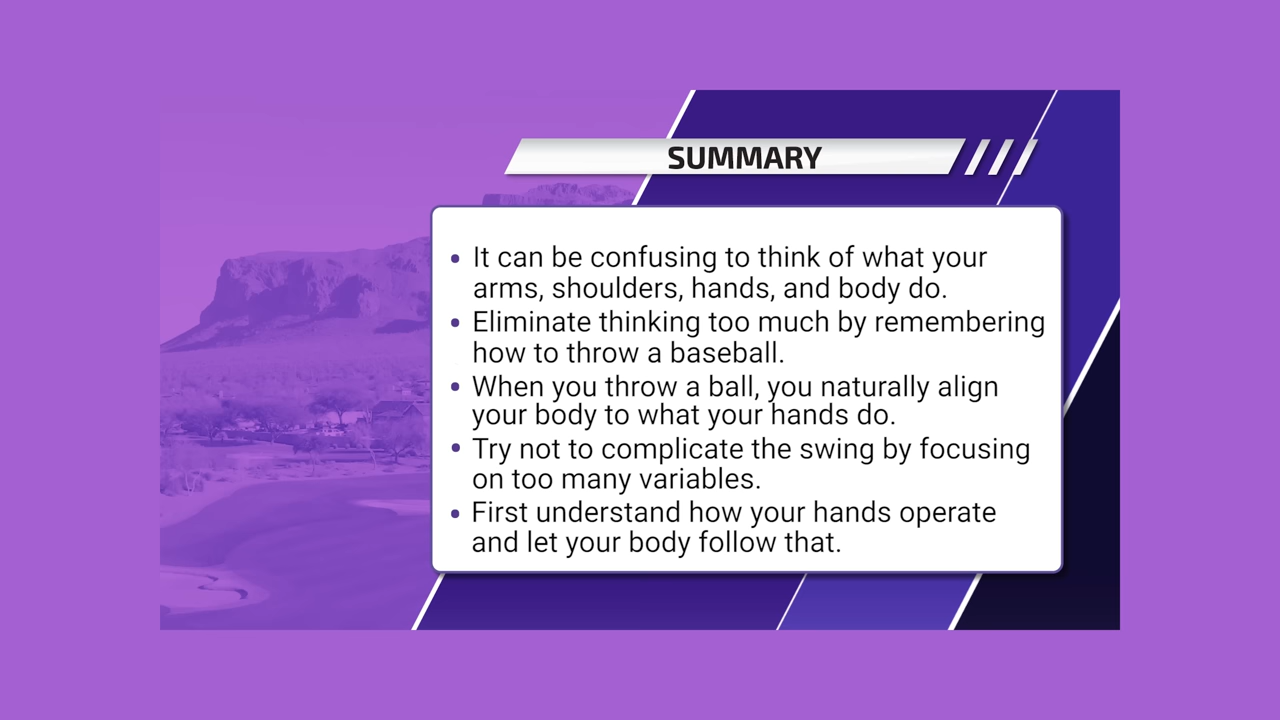 SUMMARY
• It can be confusing to think of what your
arms, shoulders, hands, and body do.
• Eliminate thinking too much by remembering
how to throw a baseball.
• When you throw a ball, you naturally align
your body to what your hands do.
• Try not to complicate the swing by focusing
on too many variables.
• First understand how your hands operate
and let your body follow that.